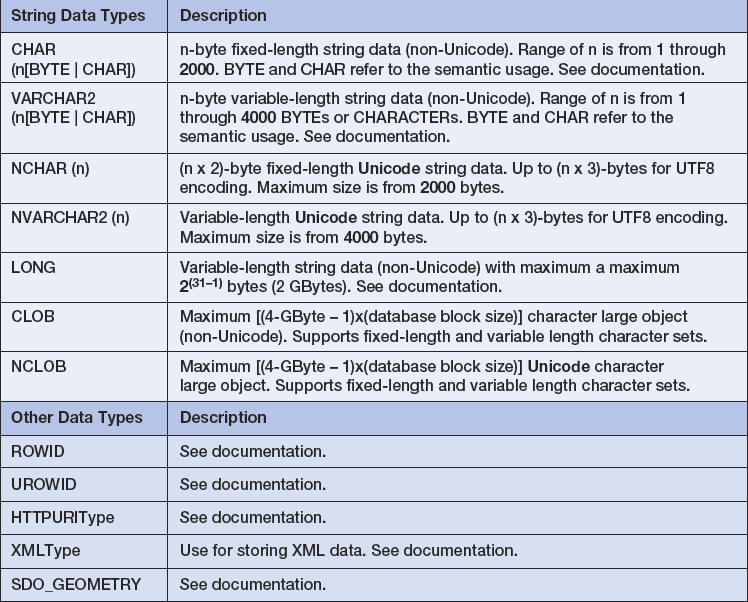 String Data Types Description
CHAR
(n[BYTE | CHAR])
n-byte fixed-length string data (non-Unicode). Range of n is from 1 through
2000. BYTE and CHAR refer to the semantic usage. See documentation.
VARCHAR2
(n[BYTE | CHAR])
n-byte variable-length string data (non-Unicode). Range of n is from 1
through 4000 BYTEs or CHARACTERs. BYTE and CHAR refer to the
semantic usage. See documentation.
NCHAR (n)
(n x 2)-byte fixed-length Unicode string data. Up to (n x 3)-bytes for UTF8
encoding. Maximum size is from 2000 bytes.
NVARCHAR2 (n)
Variable-length Unicode string data. Up to (n x 3)-bytes for UTF8 encoding.
Maximum size is from 4000 bytes.
LONG
Variable-length string data (non-Unicode) with maximum a maximum
2(31–1) bytes (2 GBytes). See documentation.
CLOB
Maximum [(4-GByte – 1)x(database block size)] character large object
(non-Unicode). Supports fixed-length and variable length character sets.
NCLOB
Maximum [(4-GByte – 1)x(database block size)] Unicode character
large object. Supports fixed-length and variable length character sets.
Other Data Types Description
ROWID See documentation.
UROWID See documentation.
HTTPURIType See documentation.
XMLType Use for storing XML data. See documentation.
SDO_GEOMETRY See documentation.